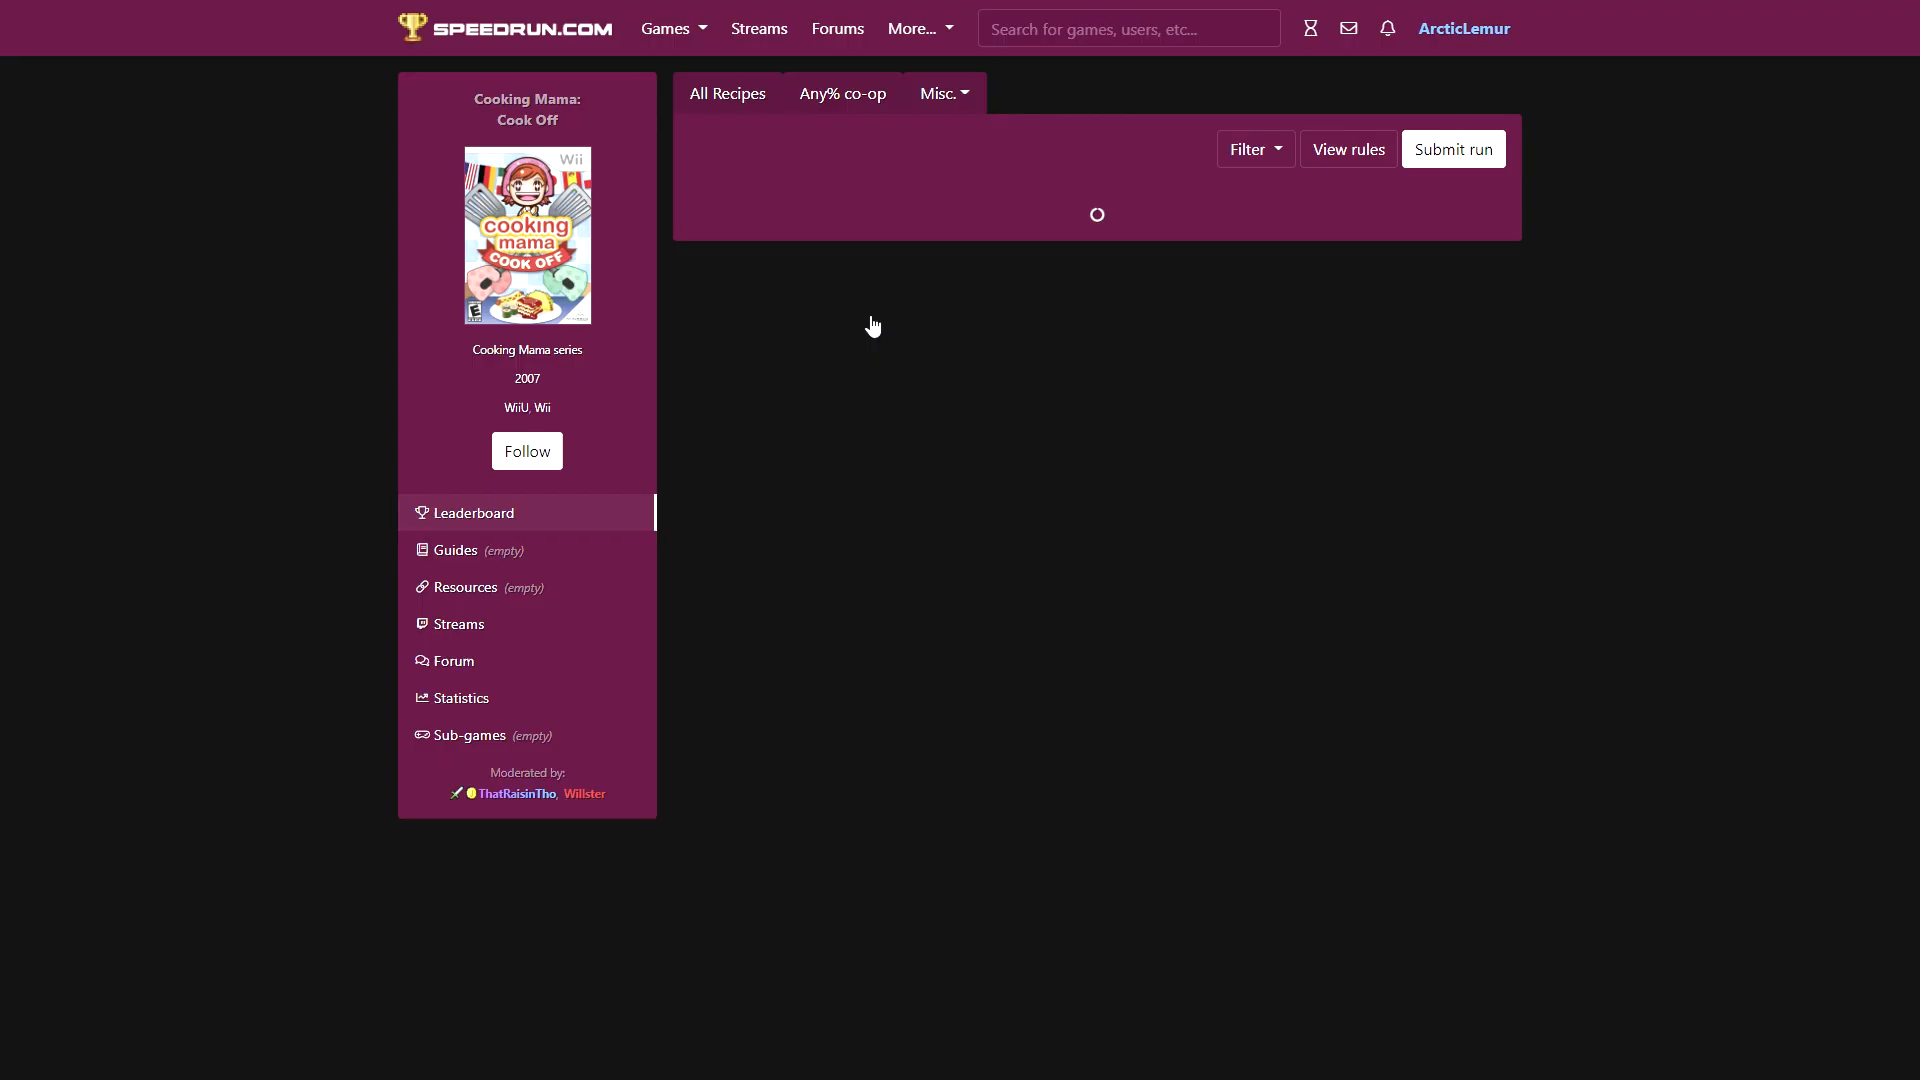 SPEEDRUN.COM Games Streams Forums More... Search for games, users, etc... ArcticLemur
Cooking Mama:
Cook Off
Wii
cooking
mama
COOK OFF
E
Cooking Mama series
2007
WiiU, Wii
Follow
Leaderboard
Guides (empty)
Resources (empty)
Streams
Forum
Statistics
Sub-games (empty)
Moderated by:
ThatRaisinTho, Willster
All Recipes Any% co-op Misc.
Filter View rules Submit run